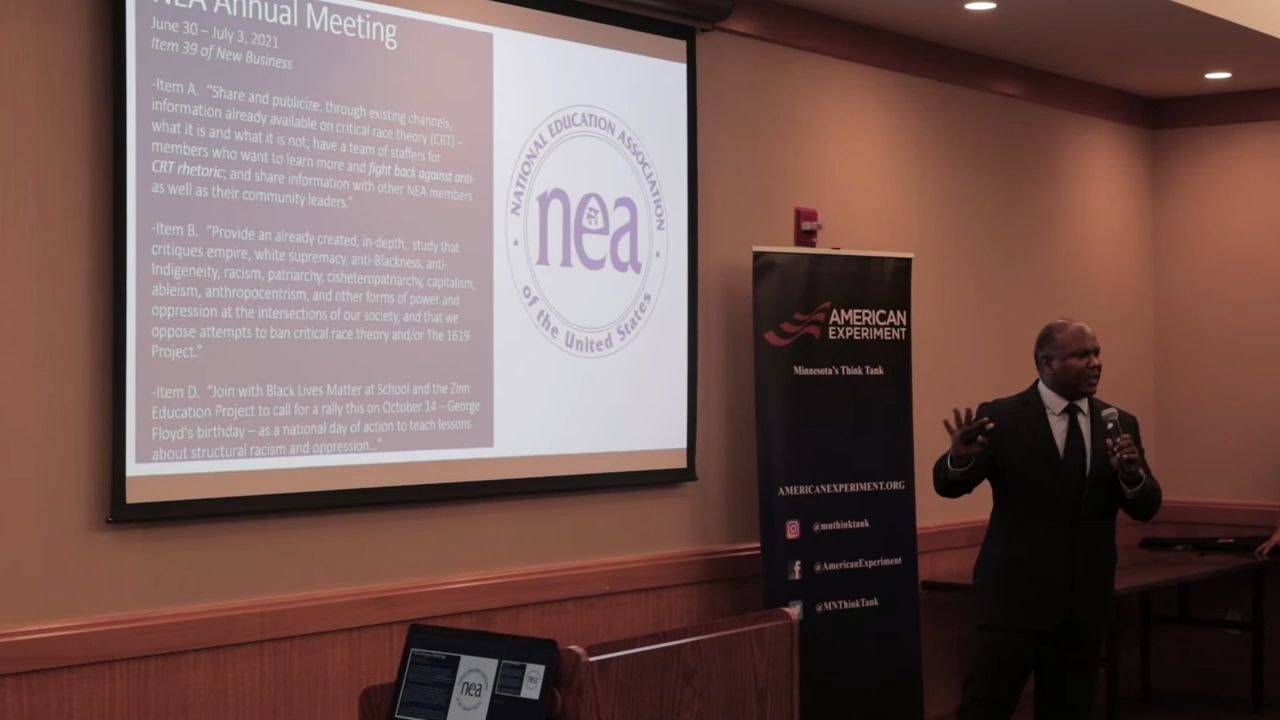 NEA Annual Meeting
June 30 – July 3, 2021
Item 39 of New Business
-Item A. "Share and publicize, through existing channels,
information already available on critical race theory (CRT) –
what it is and what it is not; have a team of staffers for
members who want to learn more and fight back against anti-
CRT rhetoric; and share information with other NEA members
as well as their community leaders."
-Item B. "Provide an already created, in-depth, study that
critiques empire, white supremacy, anti-Blackness, anti-
Indigeneity, racism, patriarchy, cisheteropatriarchy, capitalism,
ableism, anthropocentrism, and other forms of power and
oppression at the intersections of our society, and that we
oppose attempts to ban critical race theory and/or The 1619
Project."
-Item D. "Join with Black Lives Matter at School and the Zinn
Education Project to call for a rally this on October 14 – George
Floyd's birthday – as a national day of action to teach lessons
about structural racism and oppression..."
NATIONAL EDUCATION ASSOCIATION
nea
of the United States
AMERICAN
EXPERIMENT
Minnesota's Think Tank
AMERICANEXPERIMENT.ORG
@mnthinktank
@AmericanExperiment
@MNThinkTank
nea